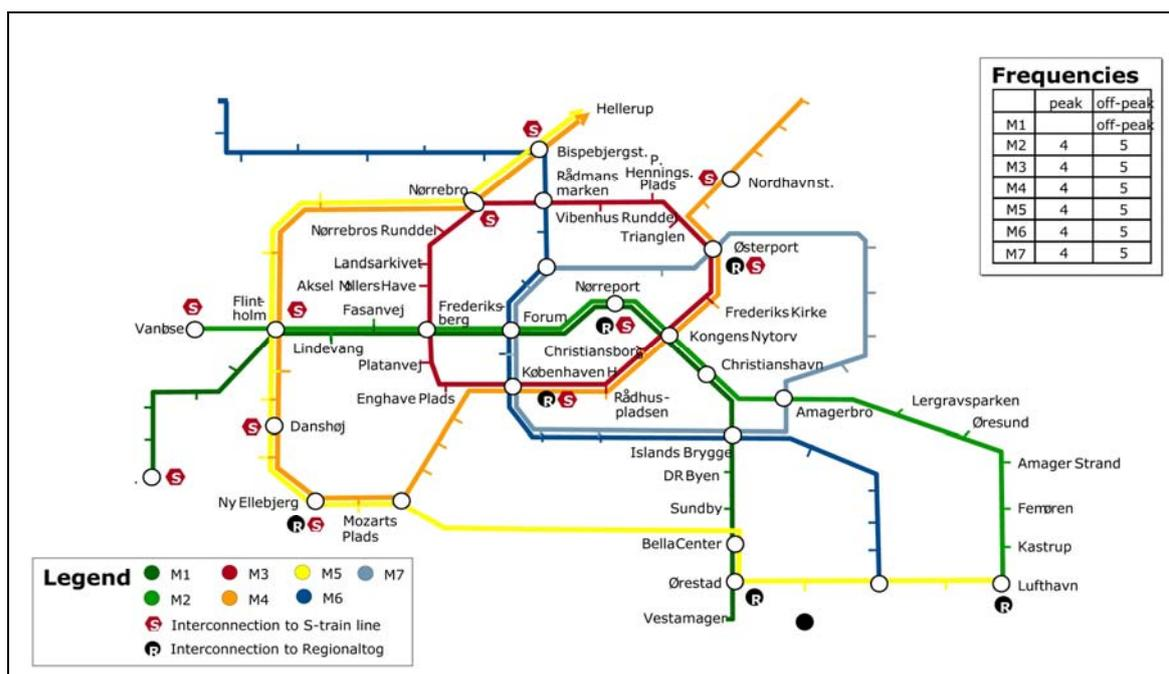 Frequencies
peak off-peak
M1 off-peak
M2 4 5
M3 4 5
M4 4 5
M5 4 5
M6 4 5
M7 4 5
Hellerup
S
Bispebjergst.
P.
Hennings.
Plads
S
Nordhavnst.
Rådmans
marken
Nørrebro
S
Vibenhus Runddel
Nørrebros Runddel
Trianglen
Østerport
R S
Landsarkivet
Aksel Møllers Have
Nørreport
R S
S
Flint-
holm
S
Fasanvej
Frederiks-
berg
Forum
Frederiks Kirke
Vanøse
Lindevang
Kongens Nytorv
Christiansborg
Christianshavn
Platanvej
København H
R S
Enghave Plads
Rådhus-
pladsen
Amagerbro
Lergravsparken
Øresund
S
Danshøj
Islands Brygge
Amager Strand
. S
DR Byen
Ny Ellebjerg
R S
Mozarts
Plads
Sundby
Femøren
Bella Center
Kastrup
Ørestad
R
Lufthavn
R
Vestamager
Legend
M1 M3 M5 M7
M2 M4 M6
S Interconnection to S-train line
R Interconnection to Regionaltog